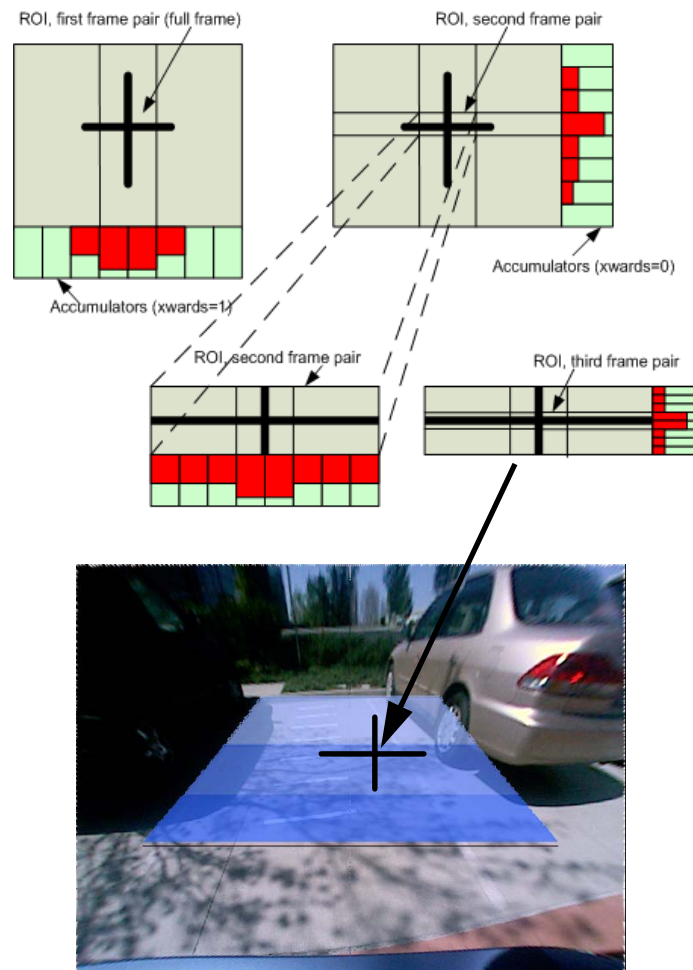 ROI, first frame pair (full frame)
ROI, second frame pair
Accumulators (xwards=1)
Accumulators (xwards=0)
ROI, second frame pair
ROI, third frame pair